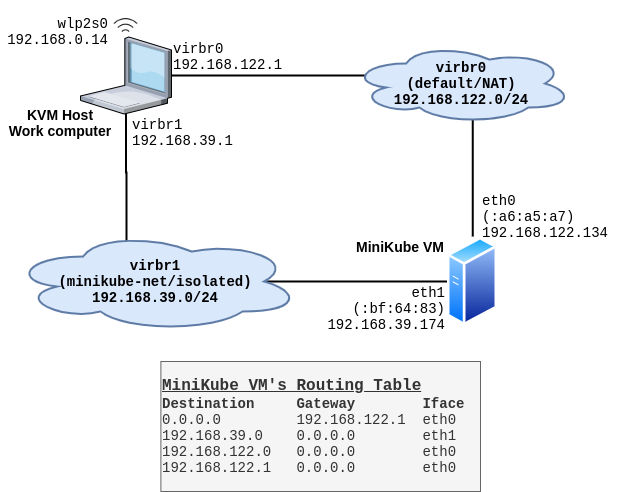 wlp2s0
192.168.0.14
virbr0
192.168.122.1
KVM Host
Work computer
virbr1
192.168.39.1
virbr0
(default/NAT)
192.168.122.0/24
eth0
(:a6:a5:a7)
192.168.122.134
MiniKube VM
virbr1
(minikube-net/isolated)
192.168.39.0/24
eth1
(:bf:64:83)
192.168.39.174
MiniKube VM's Routing Table
Destination Gateway Iface
0.0.0.0 192.168.122.1 eth0
192.168.39.0 0.0.0.0 eth1
192.168.122.0 0.0.0.0 eth0
192.168.122.1 0.0.0.0 eth0